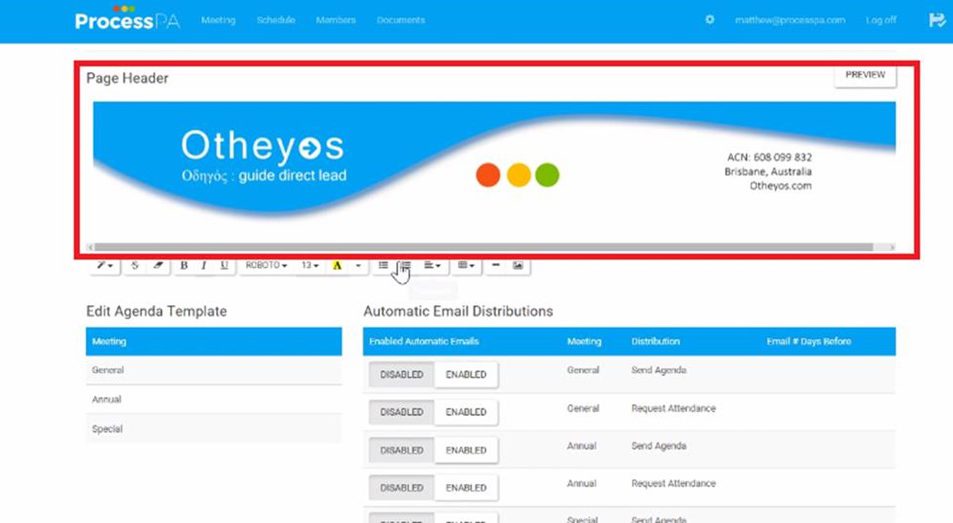 ProcessPA Meeting Schedule Members Documents matthew@processpa.com Log off
Page Header PREVIEW
Otheyos
Οδηγός : guide direct lead
ACN: 608 099 832
Brisbane, Australia
Otheyos.com
S B I U ROBOTO 13 A
Edit Agenda Template
Meeting
General
Annual
Special
Automatic Email Distributions
Enabled Automatic Emails Meeting Distribution Email # Days Before
DISABLED ENABLED General Send Agenda
DISABLED ENABLED General Request Attendance
DISABLED ENABLED Annual Send Agenda
DISABLED ENABLED Annual Request Attendance
DISABLED ENABLED Special Send Agenda